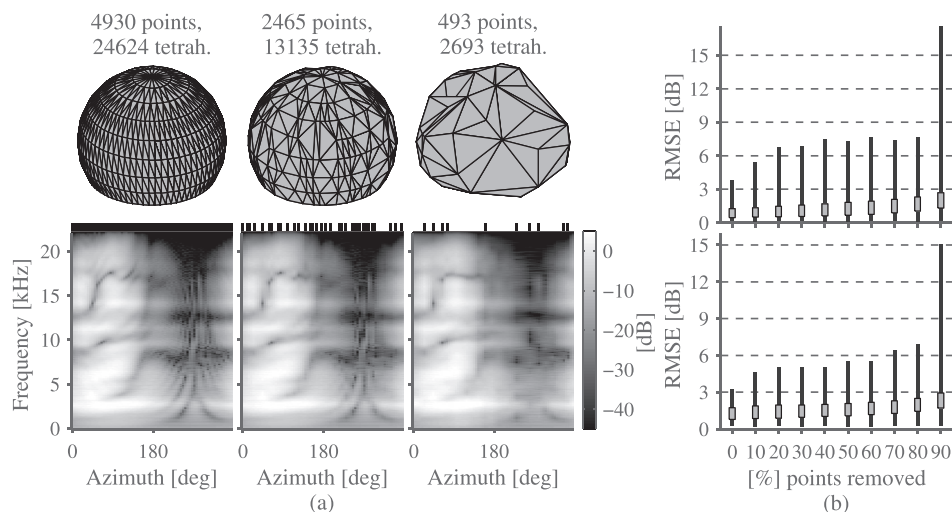 4930 points,
24624 tetrah.
2465 points,
13135 tetrah.
493 points,
2693 tetrah.
Frequency [kHz]
20
15
10
5
0
0 180
0 180
0 180
Azimuth [deg]
Azimuth [deg]
Azimuth [deg]
0
−10
−20
−30
−40
[dB]
(a)
RMSE [dB]
15
12
9
6
3
0
RMSE [dB]
15
12
9
6
3
0
0 10 20 30 40 50 60 70 80 90
[%] points removed
(b)